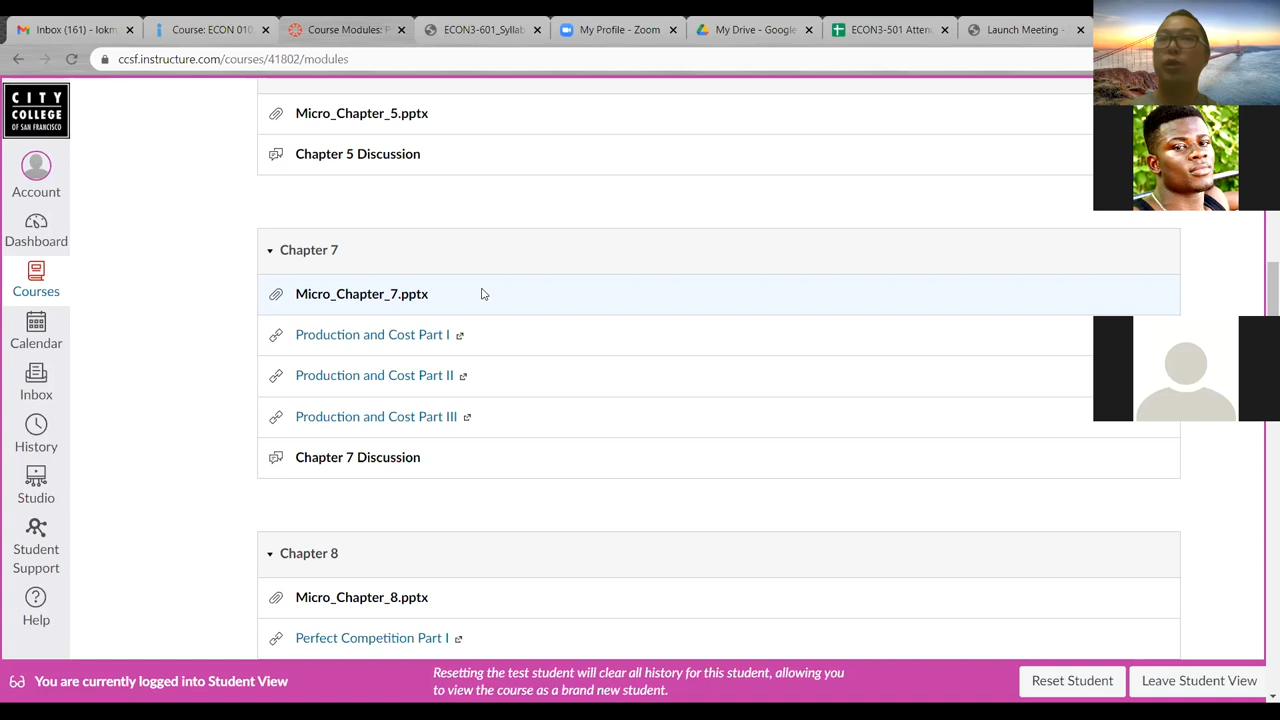 Inbox (161) - lokm
Course: ECON 010
Course Modules: P
ECON3-601_Syllab
My Profile - Zoom
My Drive - Google
ECON3-501 Atten
Launch Meeting -
ccsf.instructure.com/courses/41802/modules
CITY
COLLEGE
OF SAN FRANCISCO
Account
Dashboard
Courses
Calendar
Inbox
History
Studio
Student
Support
Help
Micro_Chapter_5.pptx
Chapter 5 Discussion
Chapter 7
Micro_Chapter_7.pptx
Production and Cost Part I
Production and Cost Part II
Production and Cost Part III
Chapter 7 Discussion
Chapter 8
Micro_Chapter_8.pptx
Perfect Competition Part I
You are currently logged into Student View
Resetting the test student will clear all history for this student, allowing you
to view the course as a brand new student.
Reset Student
Leave Student View